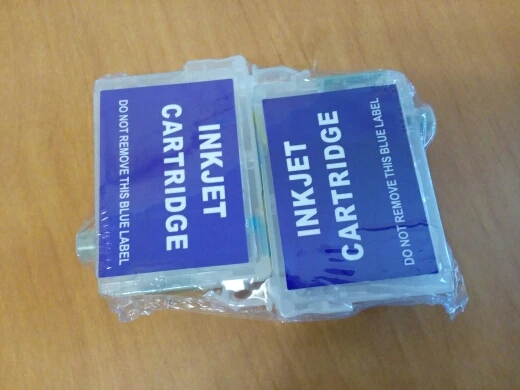 INKJET
CARTRIDGE
DO NOT REMOVE THIS BLUE LABEL
INKJET
CARTRIDGE
DO NOT REMOVE THIS BLUE LABEL